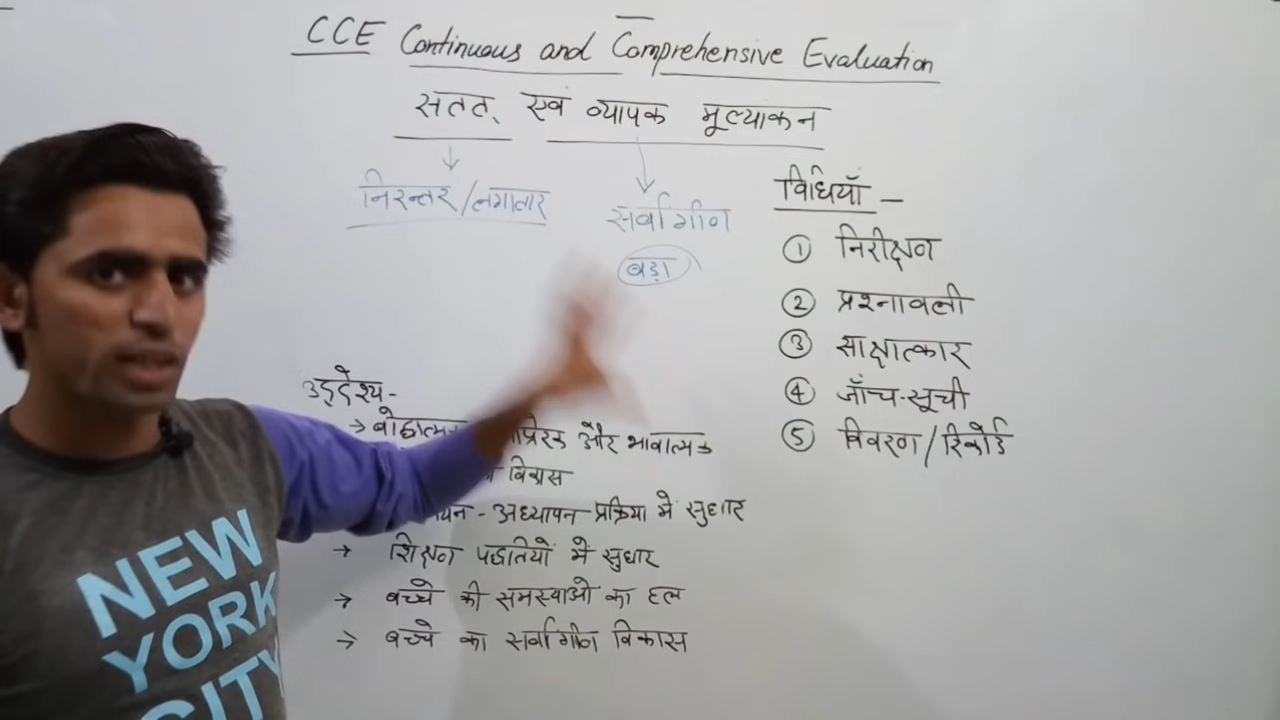 CCE Continuous and Comprehensive Evaluation
सतत् एवं व्यापक मूल्याकन
निरन्तर/लगातार
सर्वागीण
बड़ा
विधियाँ -
① निरीक्षण
② प्रश्नावली
③ साक्षात्कार
④ जाँच-सूची
⑤ विवरण/रिकोर्ड
उद्देश्य-
→ और भावात्मक
विकास
- अध्यापन-प्रक्रिया में सुधार
→ शिक्षण पद्धतियों में सुधार
→ बच्चे की समस्याओ का हल
→ बच्चे का सर्वागीण विकास
NEW
YORK
CITY